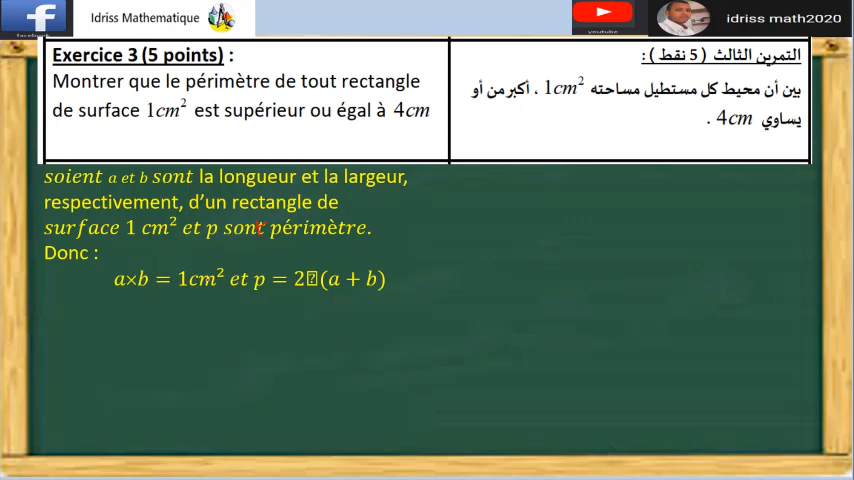 Idriss Mathematique
facebook
youtube
idriss math2020
Exercice 3 (5 points) :
Montrer que le périmètre de tout rectangle
de surface 1cm² est supérieur ou égal à 4cm
التمرين الثالث (5 نقط) :
بين أن محيط كل مستطيل مساحته 1cm² ، أكبر من أو
يساوي 4cm .
soient a et b sont la longueur et la largeur,
respectivement, d’un rectangle de
surface 1 cm² et p sont périmètre.
Donc :
a×b = 1cm² et p = 2⍰(a + b)